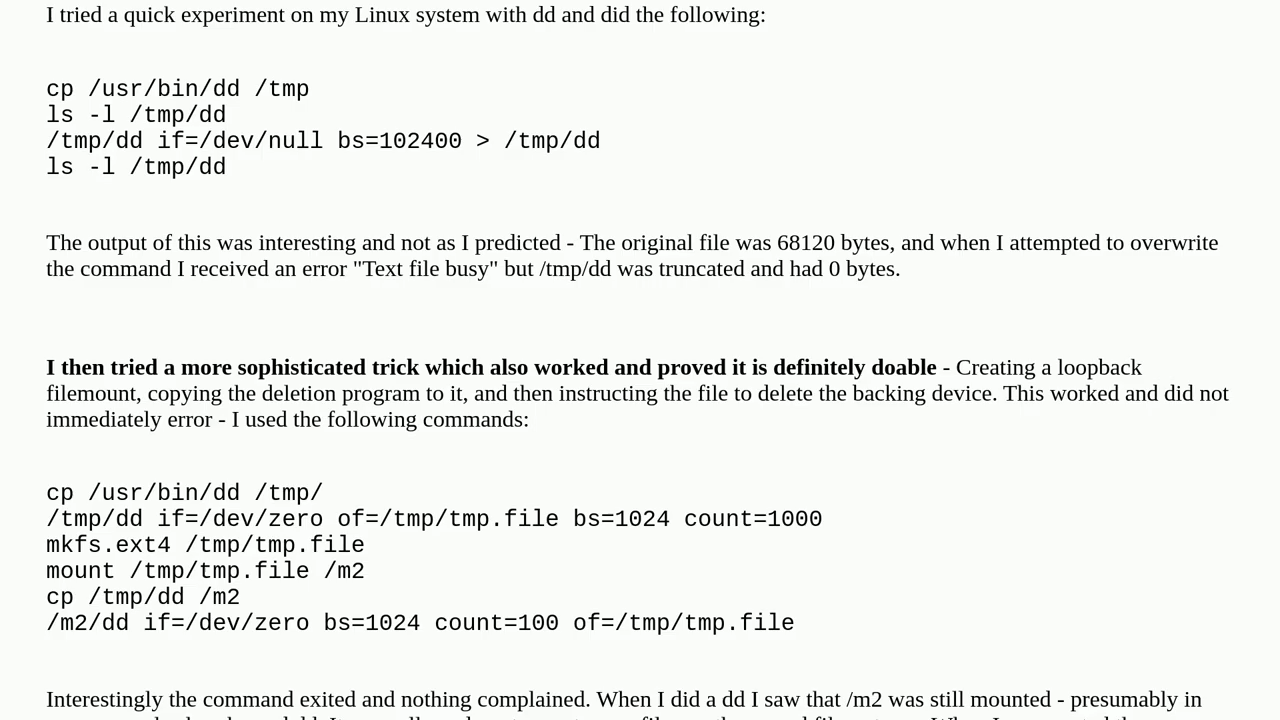 I tried a quick experiment on my Linux system with dd and did the following:
cp /usr/bin/dd /tmp
ls -l /tmp/dd
/tmp/dd if=/dev/null bs=102400 > /tmp/dd
ls -l /tmp/dd
The output of this was interesting and not as I predicted - The original file was 68120 bytes, and when I attempted to overwrite
the command I received an error "Text file busy" but /tmp/dd was truncated and had 0 bytes.
I then tried a more sophisticated trick which also worked and proved it is definitely doable - Creating a loopback
filemount, copying the deletion program to it, and then instructing the file to delete the backing device. This worked and did not
immediately error - I used the following commands:
cp /usr/bin/dd /tmp/
/tmp/dd if=/dev/zero of=/tmp/tmp.file bs=1024 count=1000
mkfs.ext4 /tmp/tmp.file
mount /tmp/tmp.file /m2
cp /tmp/dd /m2
/m2/dd if=/dev/zero bs=1024 count=100 of=/tmp/tmp.file
Interestingly the command exited and nothing complained. When I did a dd I saw that /m2 was still mounted - presumably in